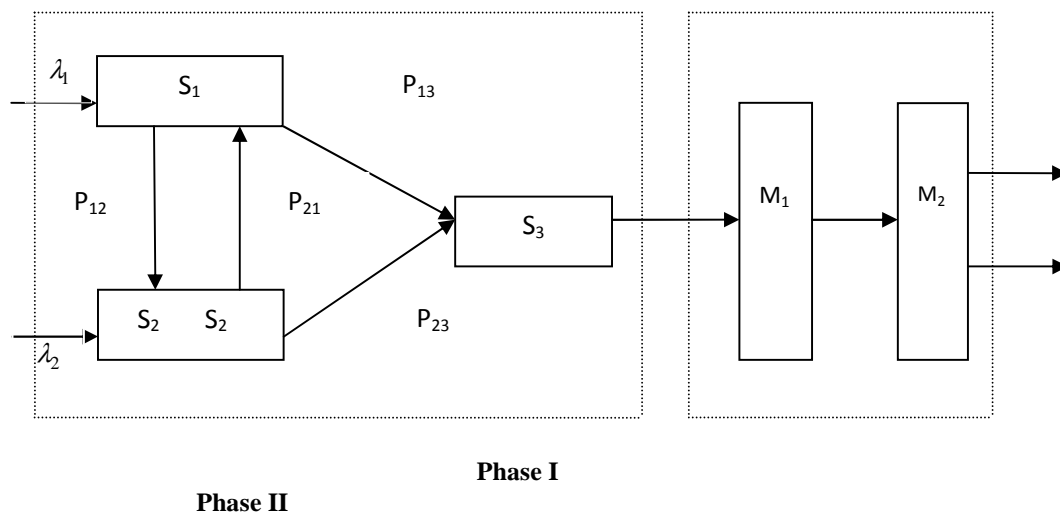 λ₁
S₁
P₁₃
P₁₂
P₂₁
S₃
M₁
M₂
S₂ S₂
P₂₃
λ₂
Phase I
Phase II